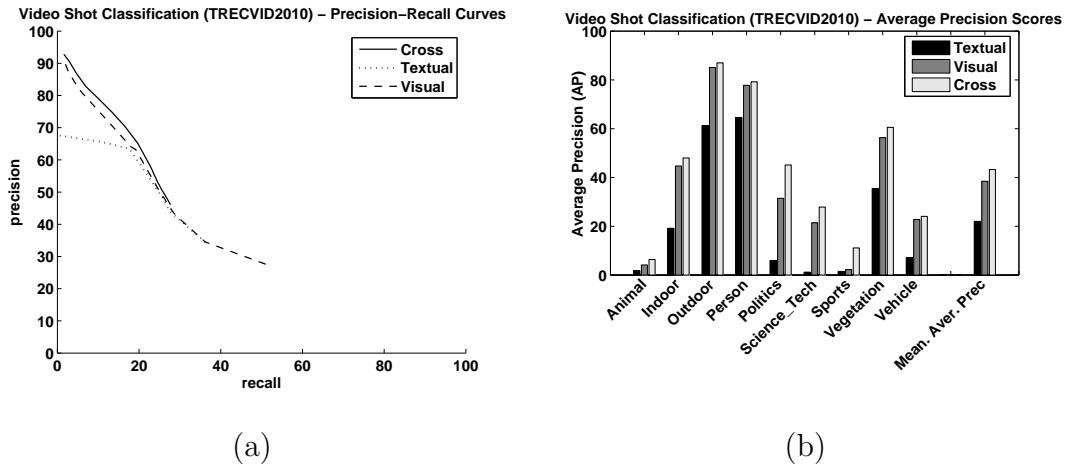 Video Shot Classification (TRECVID2010) − Precision−Recall Curves
100
90
80
70
60
50
40
30
20
10
0
precision
0 20 40 60 80 100
recall
Cross
Textual
Visual
(a)
Video Shot Classification (TRECVID2010) − Average Precision Scores
100
80
60
40
20
0
Average Precision (AP)
Textual
Visual
Cross
Animal
Indoor
Outdoor
Person
Politics
Science_Tech
Sports
Vegetation
Vehicle
Mean. Aver. Prec
(b)